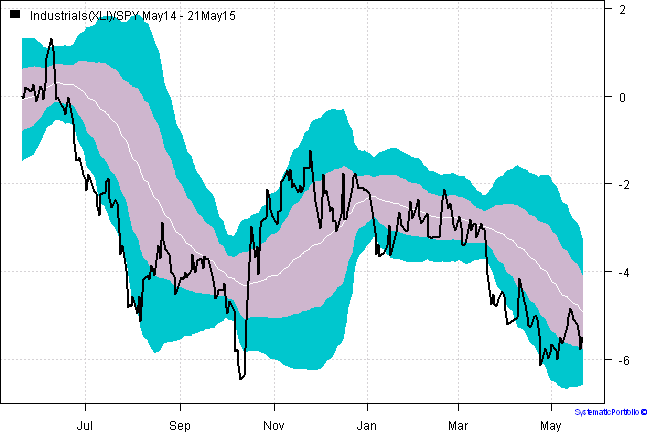 Industrials(XLI)/SPY May14 - 21May15
2
0
-2
-4
-6
Jul Sep Nov Jan Mar May
SystematicPortfolio ©